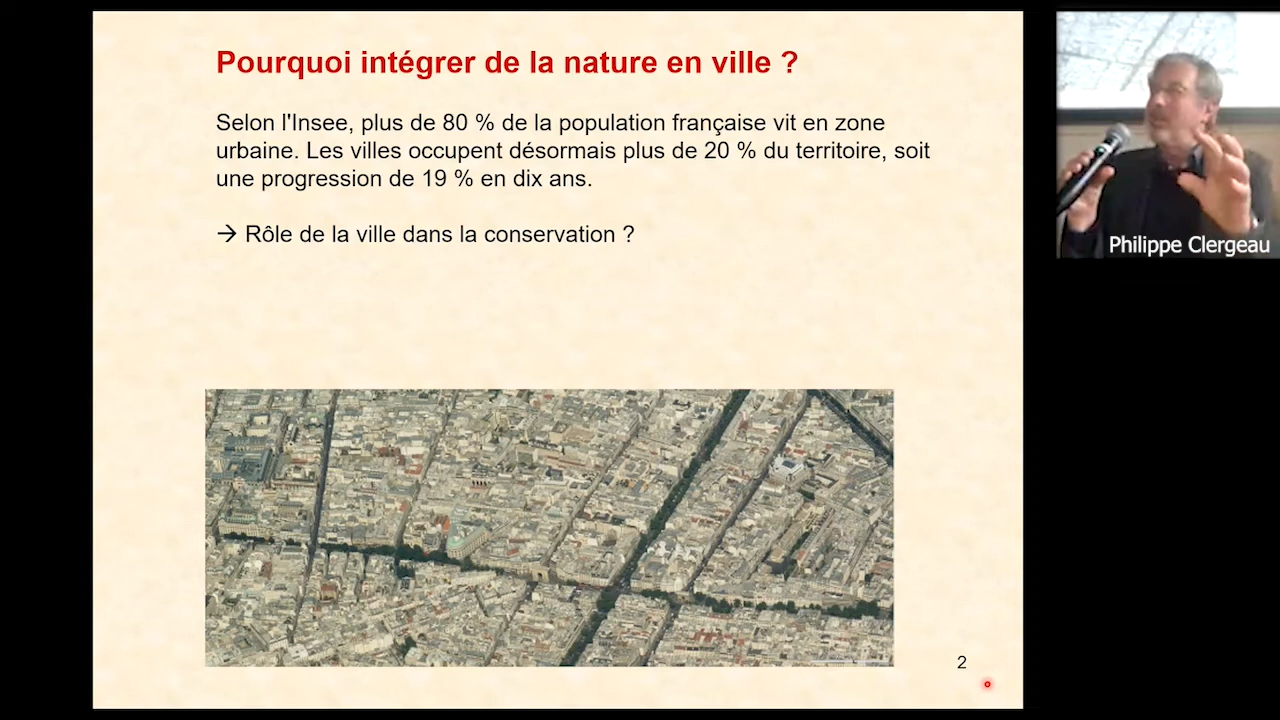 Pourquoi intégrer de la nature en ville ?
Selon l'Insee, plus de 80 % de la population française vit en zone
urbaine. Les villes occupent désormais plus de 20 % du territoire, soit
une progression de 19 % en dix ans.
→ Rôle de la ville dans la conservation ?
2
Philippe Clergeau